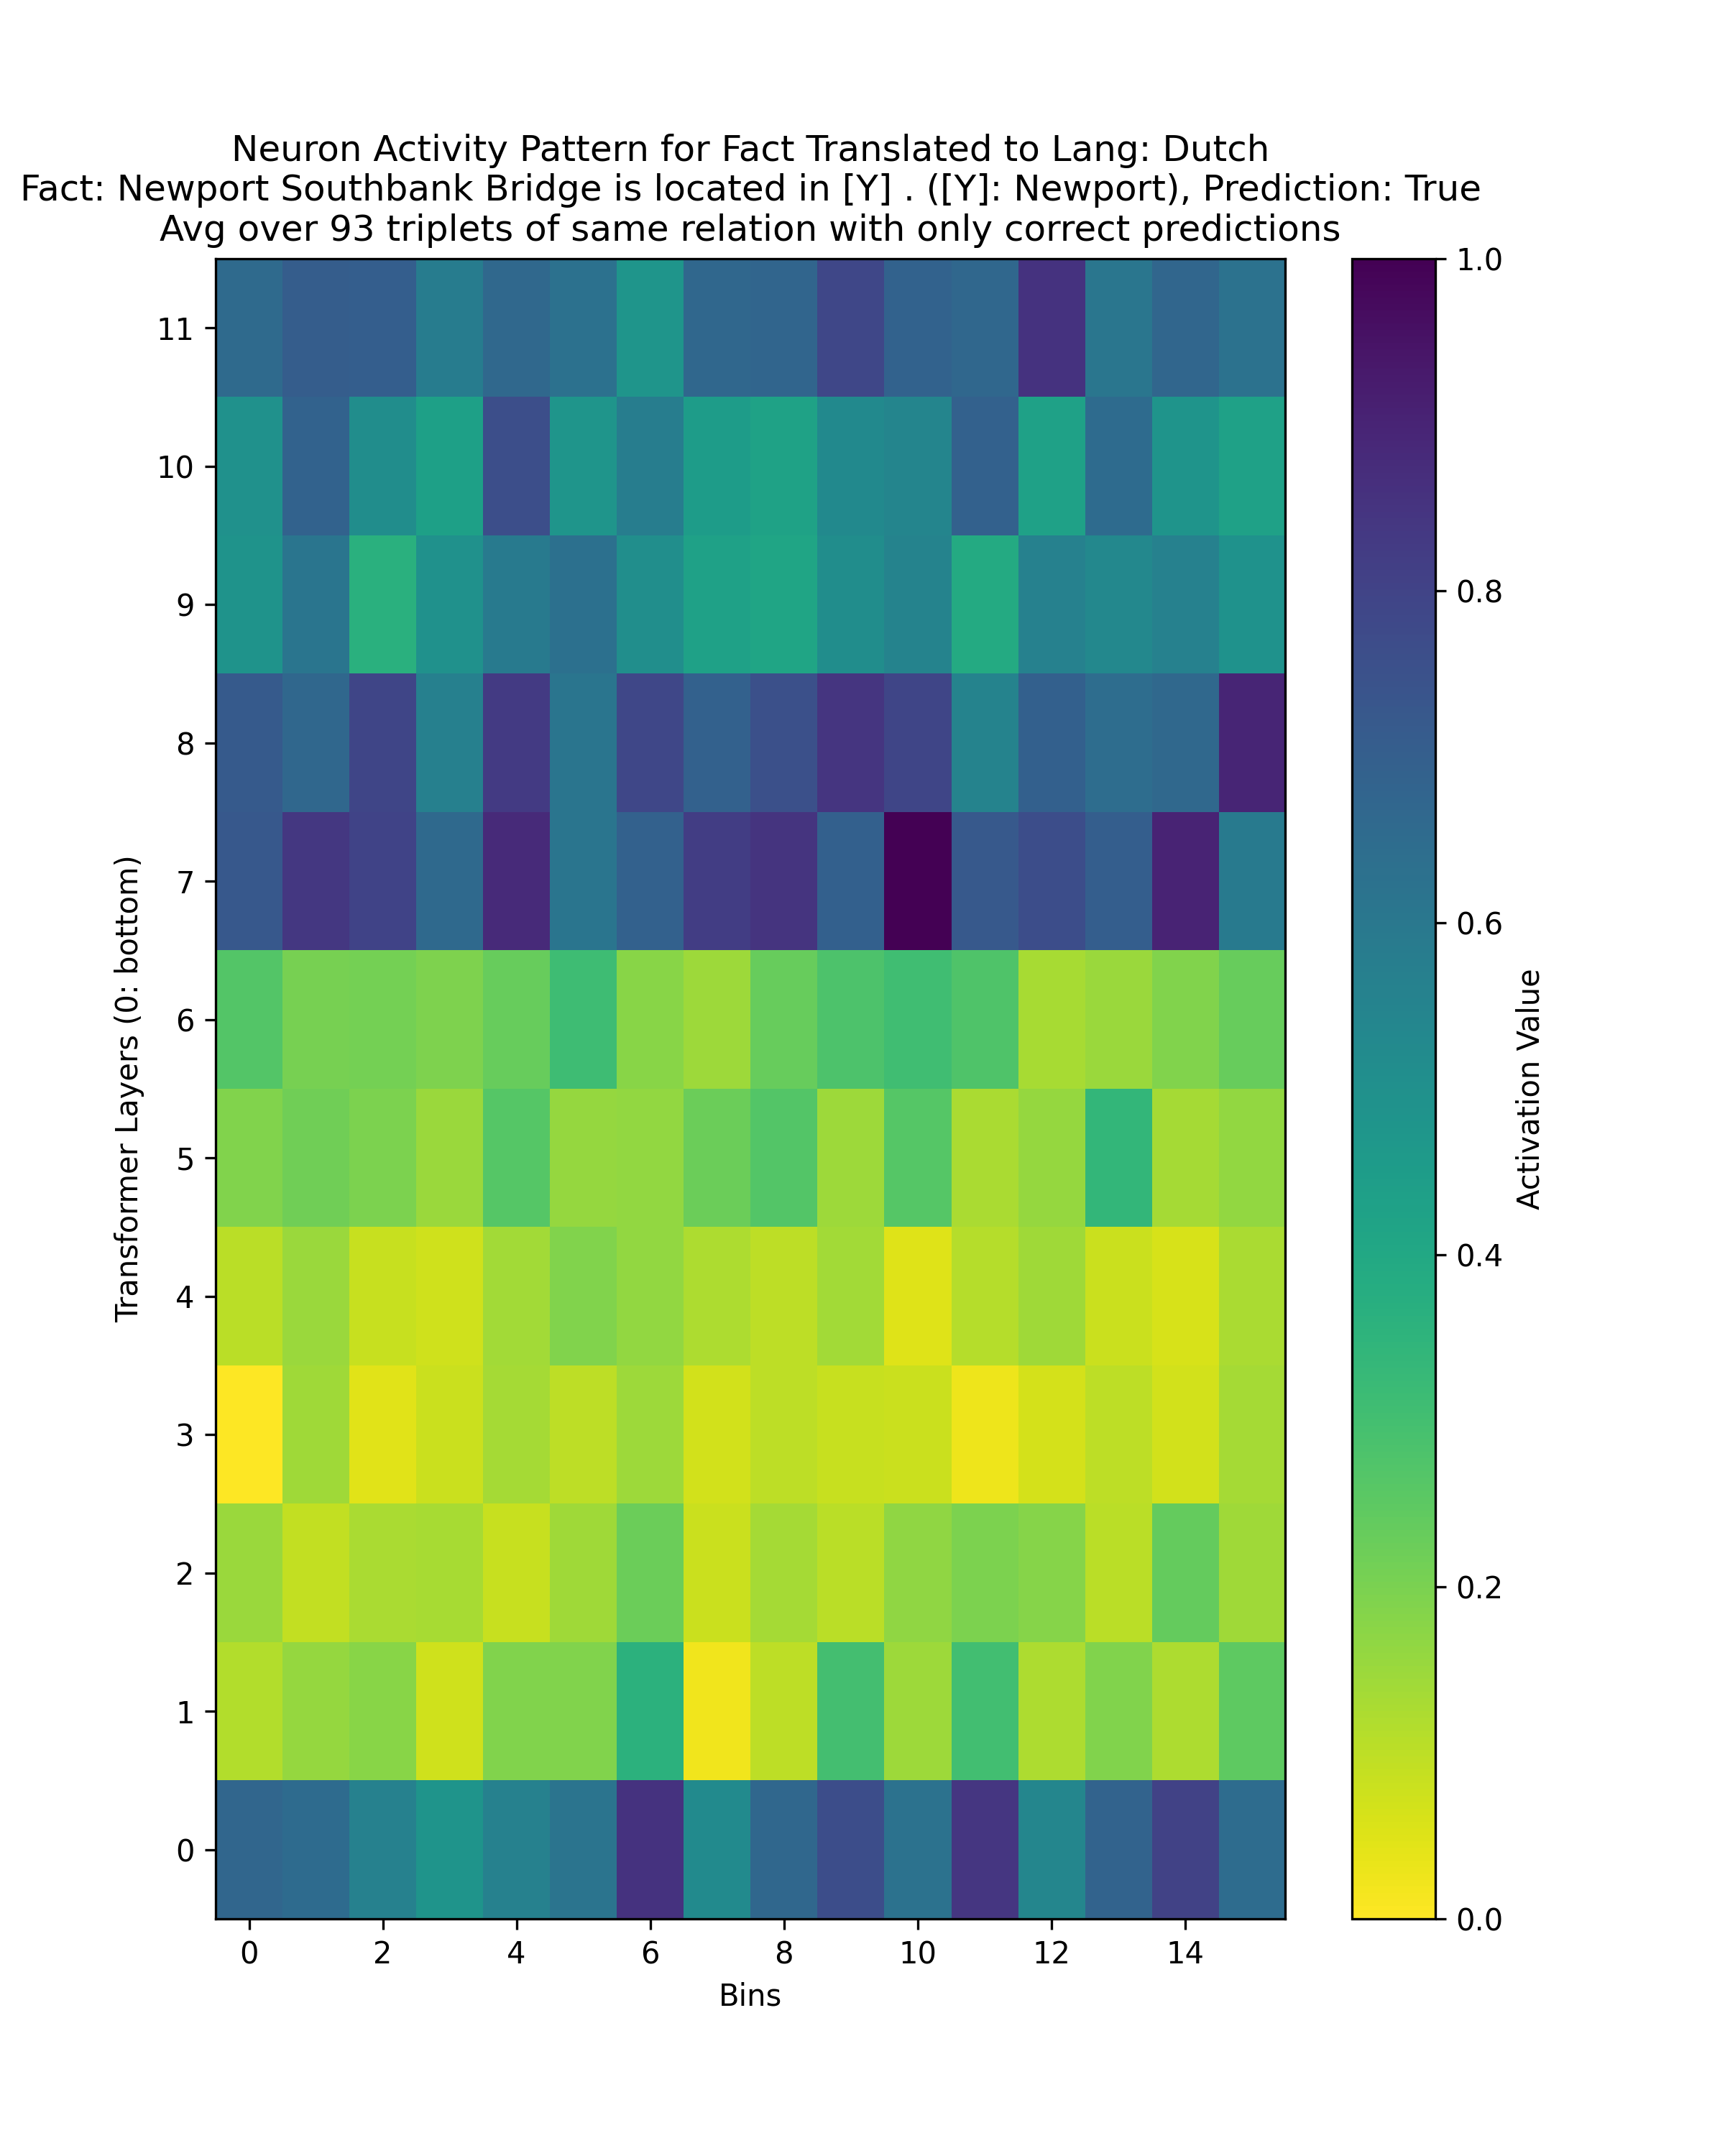 Neuron Activity Pattern for Fact Translated to Lang: Dutch
Fact: Newport Southbank Bridge is located in [Y] . ([Y]: Newport), Prediction: True
Avg over 93 triplets of same relation with only correct predictions
11
10
9
8
7
6
5
4
3
2
1
0
Transformer Layers (0: bottom)
0 2 4 6 8 10 12 14
Bins
1.0
0.8
0.6
0.4
0.2
0.0
Activation Value